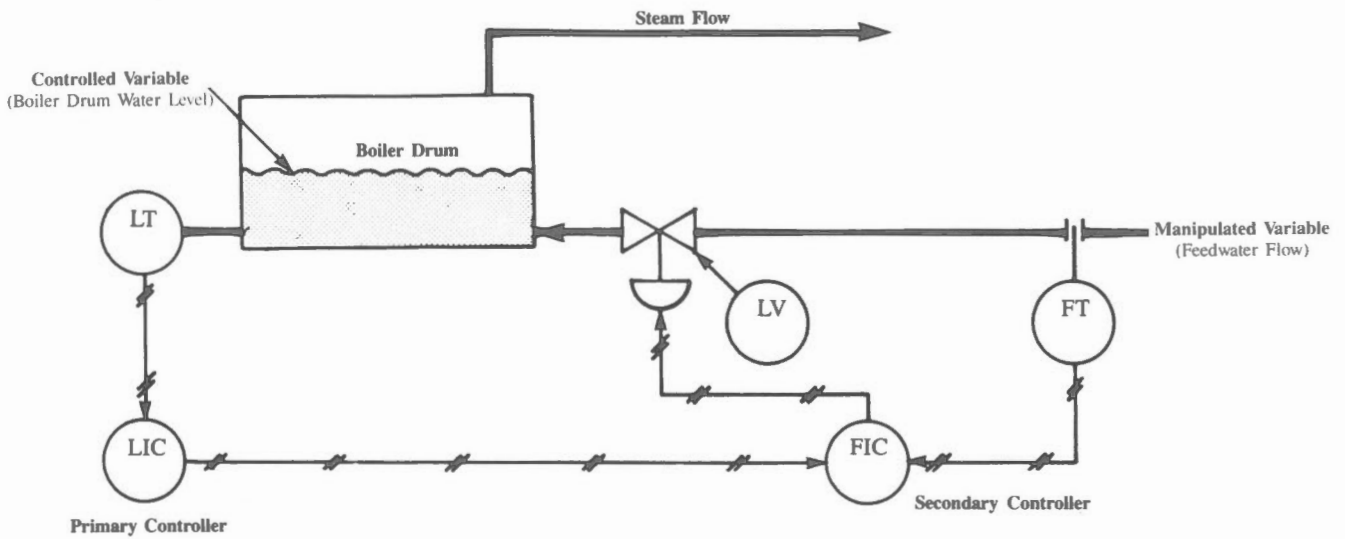 Steam Flow
Controlled Variable
(Boiler Drum Water Level)
Boiler Drum
LT
Manipulated Variable
(Feedwater Flow)
LV
FT
LIC
FIC
Secondary Controller
Primary Controller